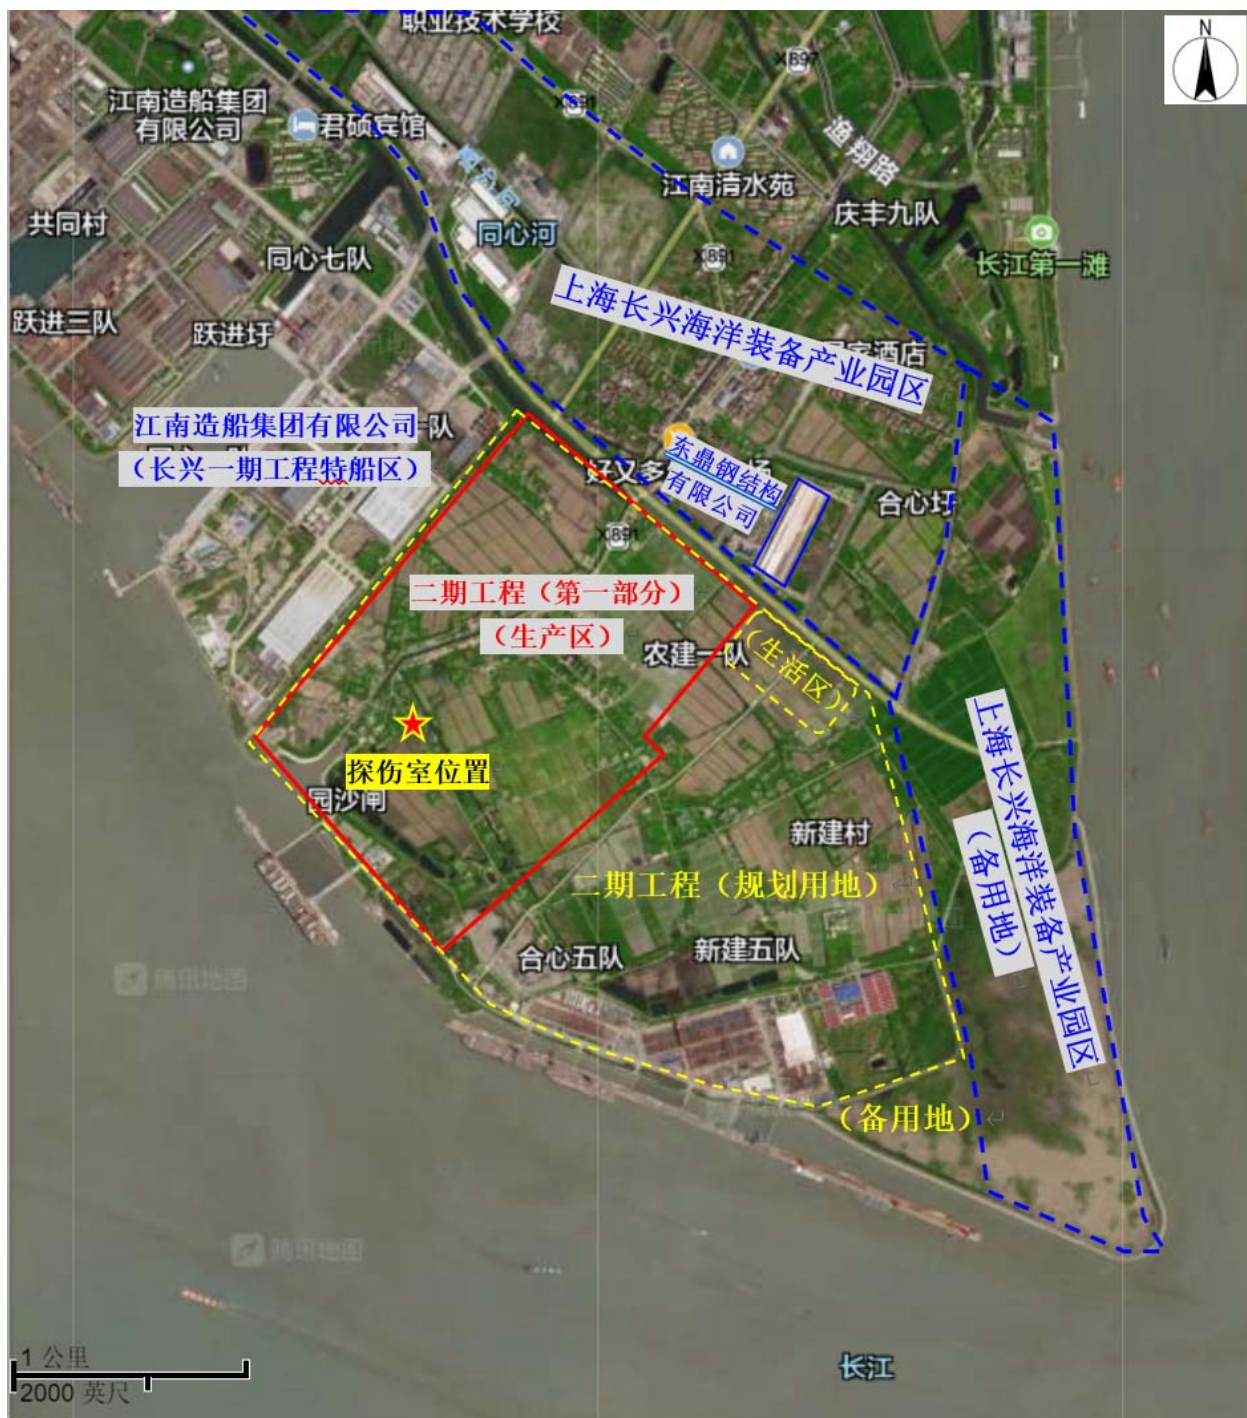 N
职业技术学校
X897
X891
江南造船集团
有限公司
君硕宾馆
渔翔路
江南清水苑
庆丰九队
共同村
同心河
同心七队
X891
长江第一滩
跃进三队
跃进圩
上海长兴海洋装备产业园区
酒店
江南造船集团有限公司
(长兴一期工程特船区)
队
好又多
东鼎钢结构
有限公司
合心圩
X891
二期工程(第一部分)
(生产区)
农建一队
(生活区)
探伤室位置
园沙闸
上海长兴海洋装备产业园区
(备用地)
新建村
二期工程(规划用地)
合心五队
新建五队
腾讯地图
(备用地)
腾讯地图
1 公里
2000 英尺
长江